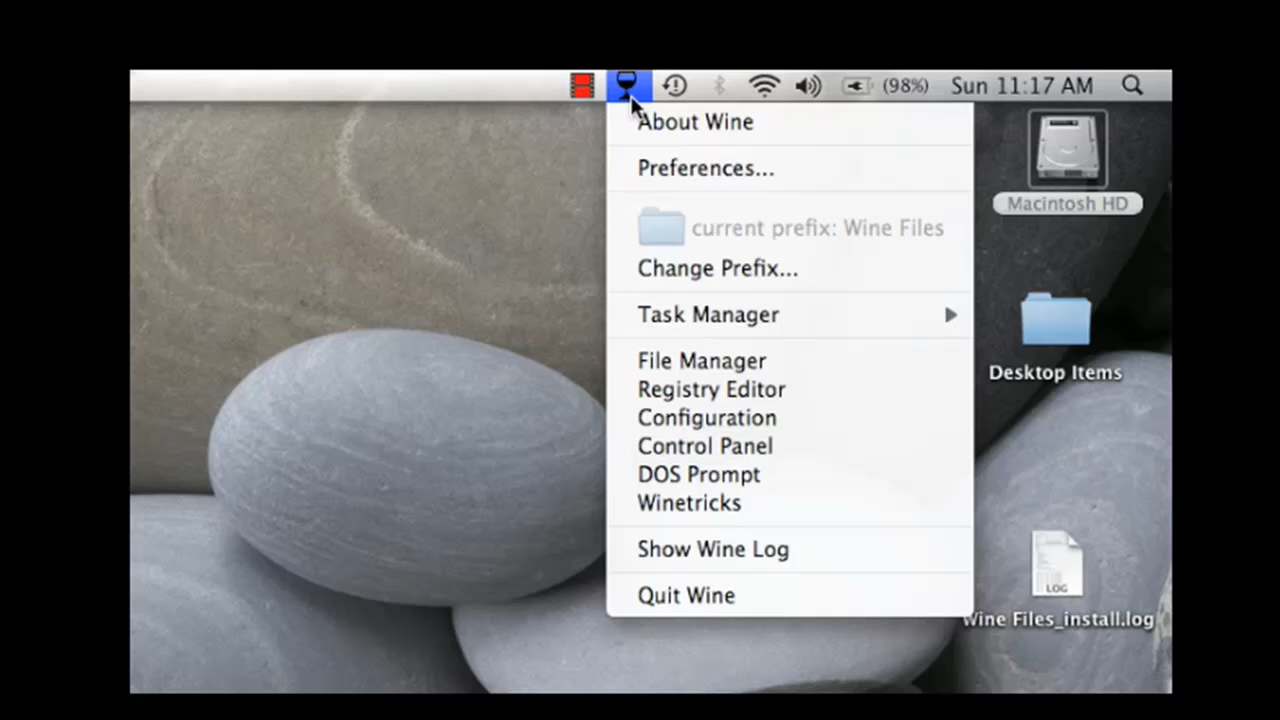 (98%) Sun 11:17 AM
About Wine
Preferences...
current prefix: Wine Files
Change Prefix...
Task Manager
File Manager
Registry Editor
Configuration
Control Panel
DOS Prompt
Winetricks
Show Wine Log
Quit Wine
Macintosh HD
Desktop Items
LOG
Wine Files_install.log